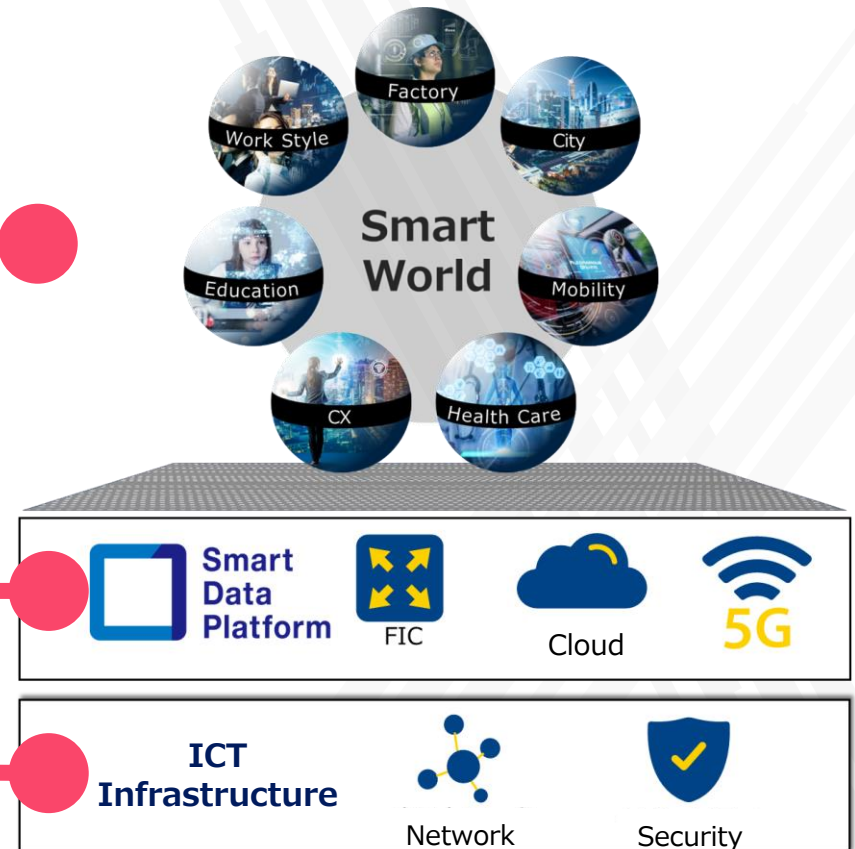 Factory
Work Style
City
Smart
World
Education
Mobility
CX
Health Care
Smart
Data
Platform
FIC
Cloud
5G
ICT
Infrastructure
Network
Security